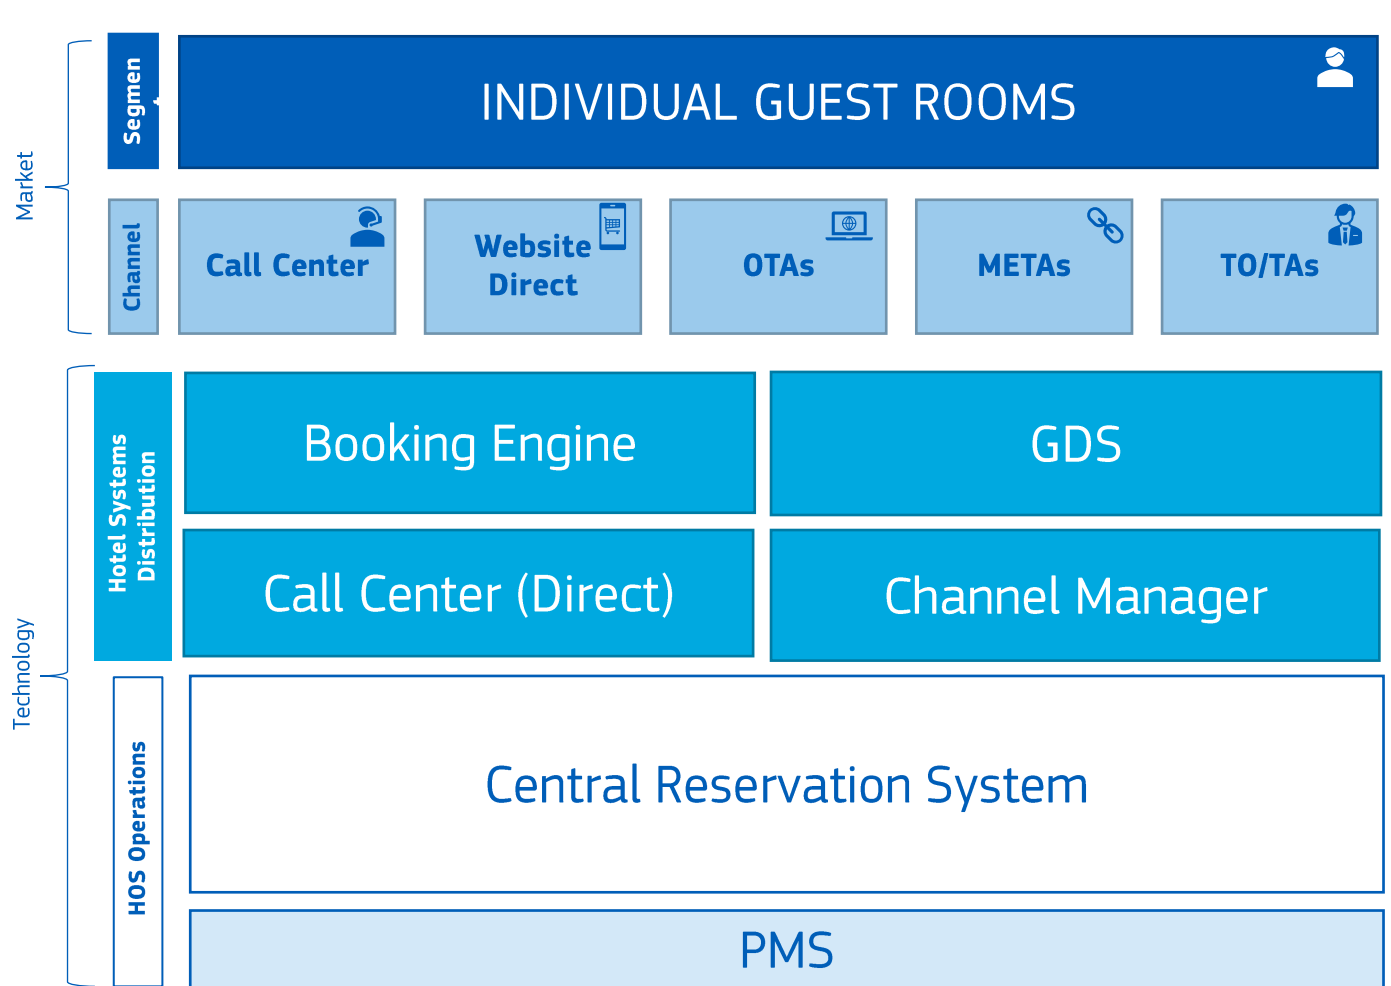 Market
Segment
INDIVIDUAL GUEST ROOMS
Channel
Call Center
Website
Direct
OTAs
METAs
TO/TAs
Technology
Hotel Systems
Distribution
Booking Engine
GDS
Call Center (Direct)
Channel Manager
HOS Operations
Central Reservation System
PMS